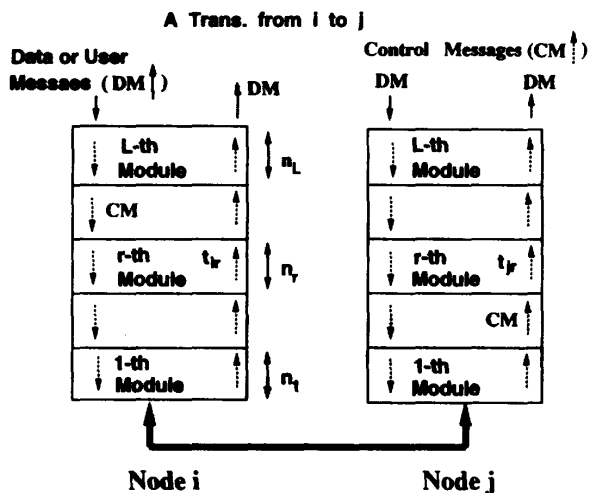 A Trans. from i to j
Data or User
Messaes (DM)
DM
L-th
Module
n_L
CM
r-th
Module
t_ir
n_r
1-th
Module
n_t
Node i
Control Messages (CM)
DM
DM
L-th
Module
r-th
Module
t_jr
CM
1-th
Module
Node j